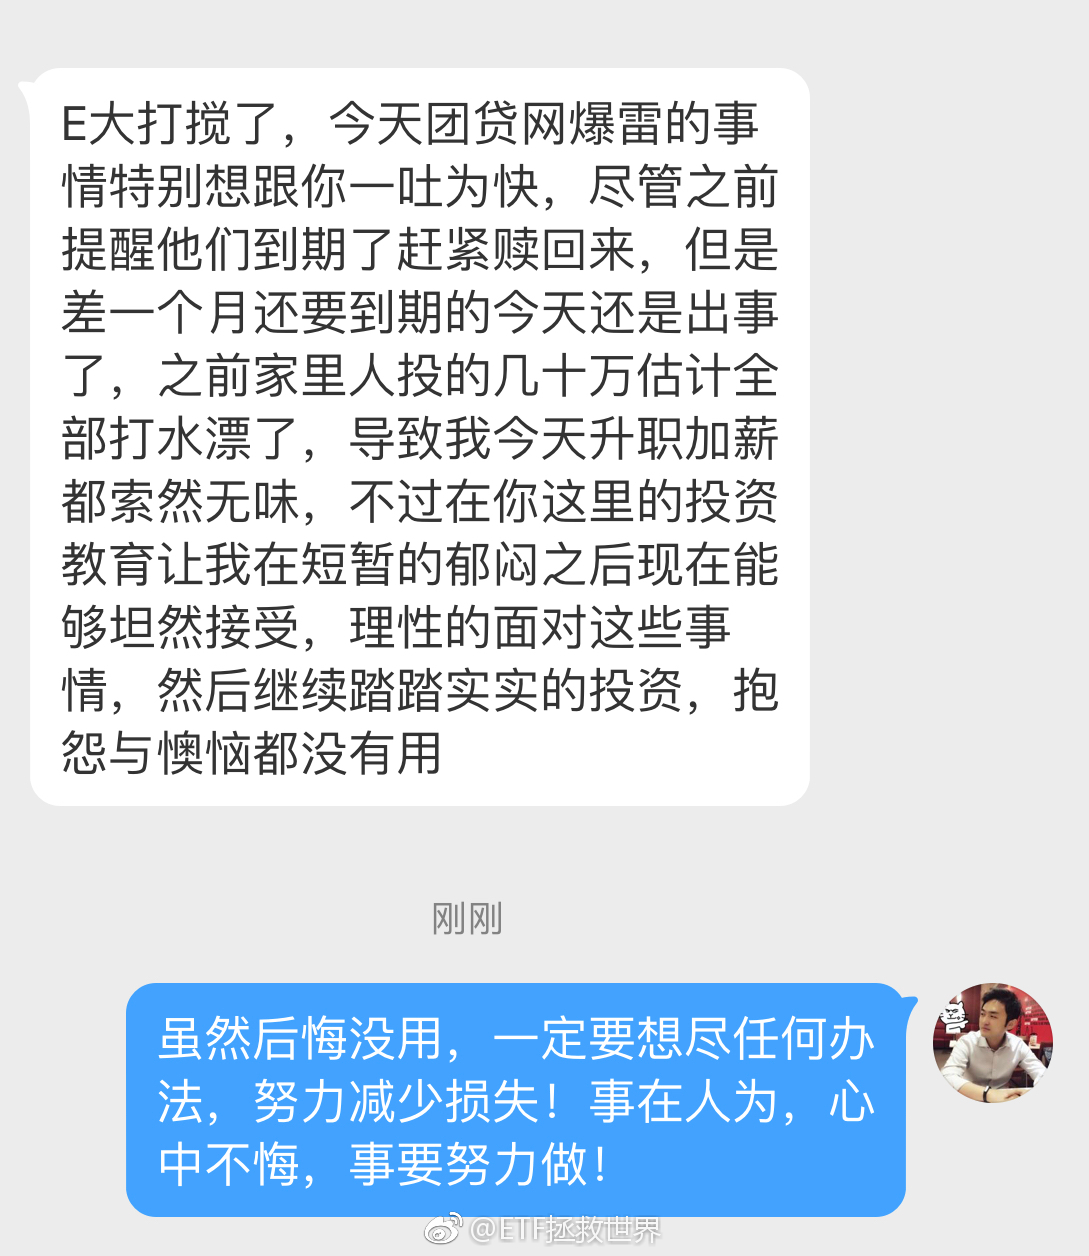 E大打搅了，今天团贷网爆雷的事
情特别想跟你一吐为快，尽管之前
提醒他们到期了赶紧赎回来，但是
差一个月还要到期的今天还是出事
了，之前家里人投的几十万估计全
部打水漂了，导致我今天升职加薪
都索然无味，不过在你这里的投资
教育让我在短暂的郁闷之后现在能
够坦然接受，理性的面对这些事
情，然后继续踏踏实实的投资，抱
怨与懊恼都没有用
刚刚
虽然后悔没用，一定要想尽任何办
法，努力减少损失！事在人为，心
中不悔，事要努力做！
@ETF拯救世界